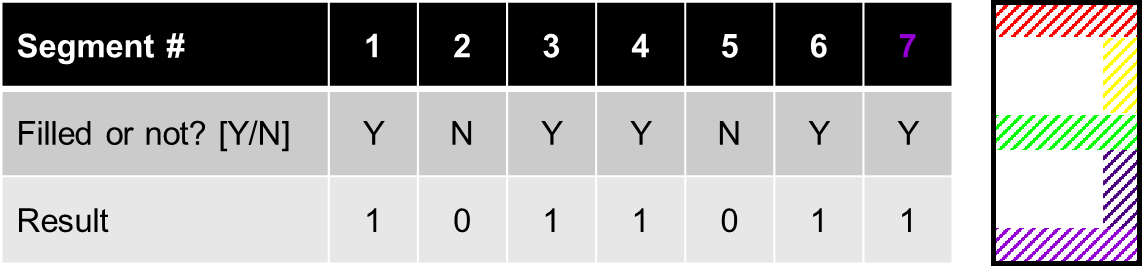 Segment # 1 2 3 4 5 6 7
Filled or not? [Y/N] Y N Y Y N Y Y
Result 1 0 1 1 0 1 1